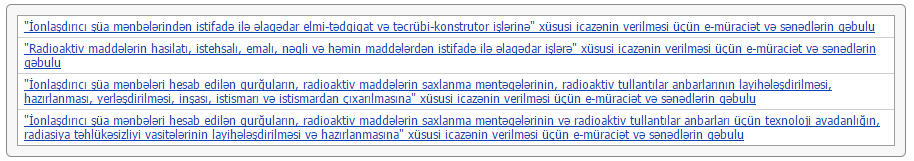 "İonlaşdırıcı şüa mənbələrindən istifadə ilə əlaqədar elmi-tədqiqat və təcrübi-konstrutor işlərinə" xüsusi icazənin verilməsi üçün e-müraciət və sənədlərin qəbulu
"Radioaktiv maddələrin hasilatı, istehsalı, emalı, nəqli və həmin maddələrdən istifadə ilə əlaqədar işlərə" xüsusi icazənin verilməsi üçün e-müraciət və sənədlərin
qəbulu
"İonlaşdırıcı şüa mənbələri hesab edilən qurğuların, radioaktiv maddələrin saxlanma məntəqələrinin, radioaktiv tullantılar anbarlarının layihələşdirilməsi,
hazırlanması, yerləşdirilməsi, inşası, istismarı və istismardan çıxarılmasına" xüsusi icazənin verilməsi üçün e-müraciət və sənədlərin qəbulu
"İonlaşdırıcı şüa mənbələri hesab edilən qurğuların, radioaktiv maddələrin saxlanma məntəqələrinin və radioaktiv tullantılar anbarları üçün texnoloji avadanlığın,
radiasiya təhlükəsizliyi vasitələrinin layihələşdirilməsi və hazırlanmasına" xüsusi icazənin verilməsi üçün e-müraciət və sənədlərin qəbulu